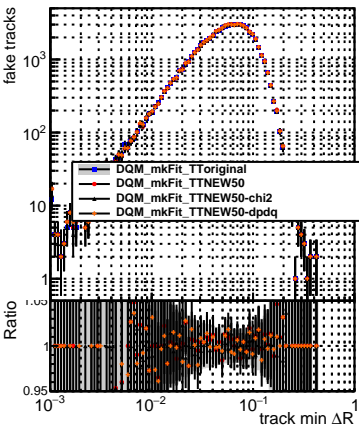 fake tracks
10³
10²
10
1
DQM_mkFit_TToriginal
DQM_mkFit_TTNEW50
DQM_mkFit_TTNEW50-chi2
DQM_mkFit_TTNEW50-dpdq
Ratio
1.05
1
0.95
10⁻³ 10⁻² 10⁻¹ 1
track min ΔR